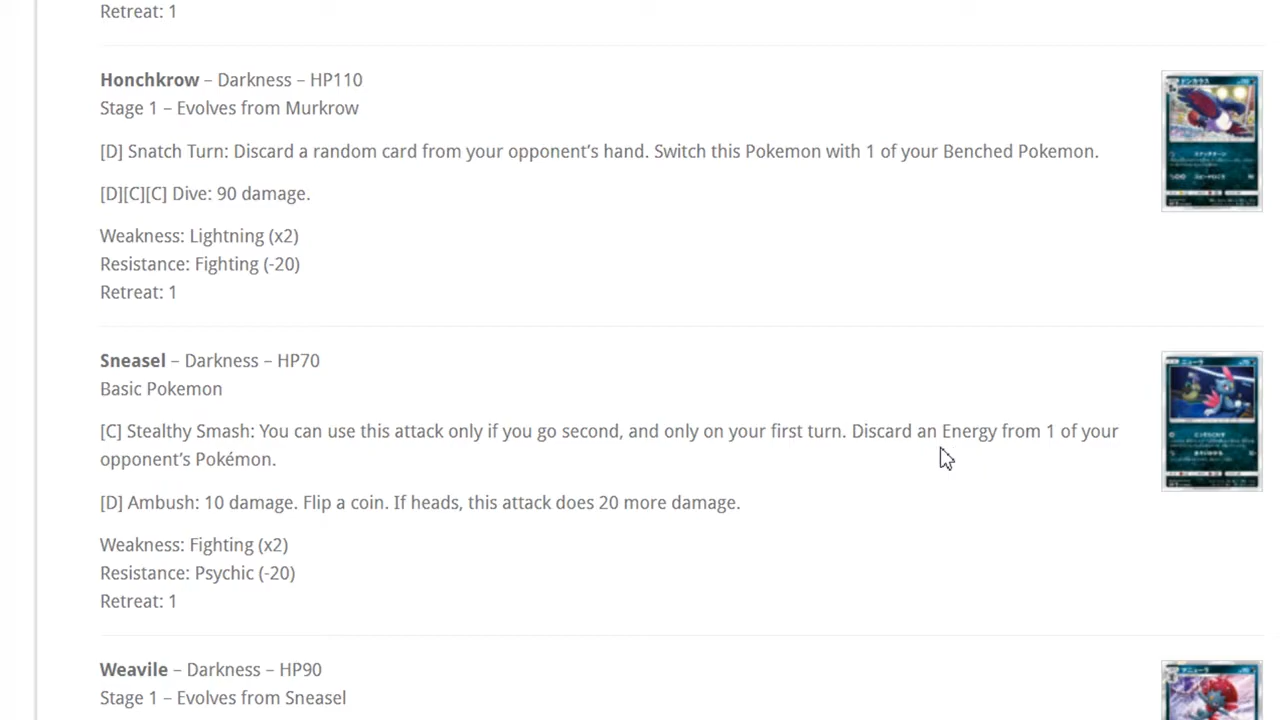 Retreat: 1
Honchkrow – Darkness – HP110
Stage 1 – Evolves from Murkrow
[D] Snatch Turn: Discard a random card from your opponent’s hand. Switch this Pokemon with 1 of your Benched Pokemon.
[D][C][C] Dive: 90 damage.
Weakness: Lightning (x2)
Resistance: Fighting (-20)
Retreat: 1
Sneasel – Darkness – HP70
Basic Pokemon
[C] Stealthy Smash: You can use this attack only if you go second, and only on your first turn. Discard an Energy from 1 of your
opponent’s Pokémon.
[D] Ambush: 10 damage. Flip a coin. If heads, this attack does 20 more damage.
Weakness: Fighting (x2)
Resistance: Psychic (-20)
Retreat: 1
Weavile – Darkness – HP90
Stage 1 – Evolves from Sneasel